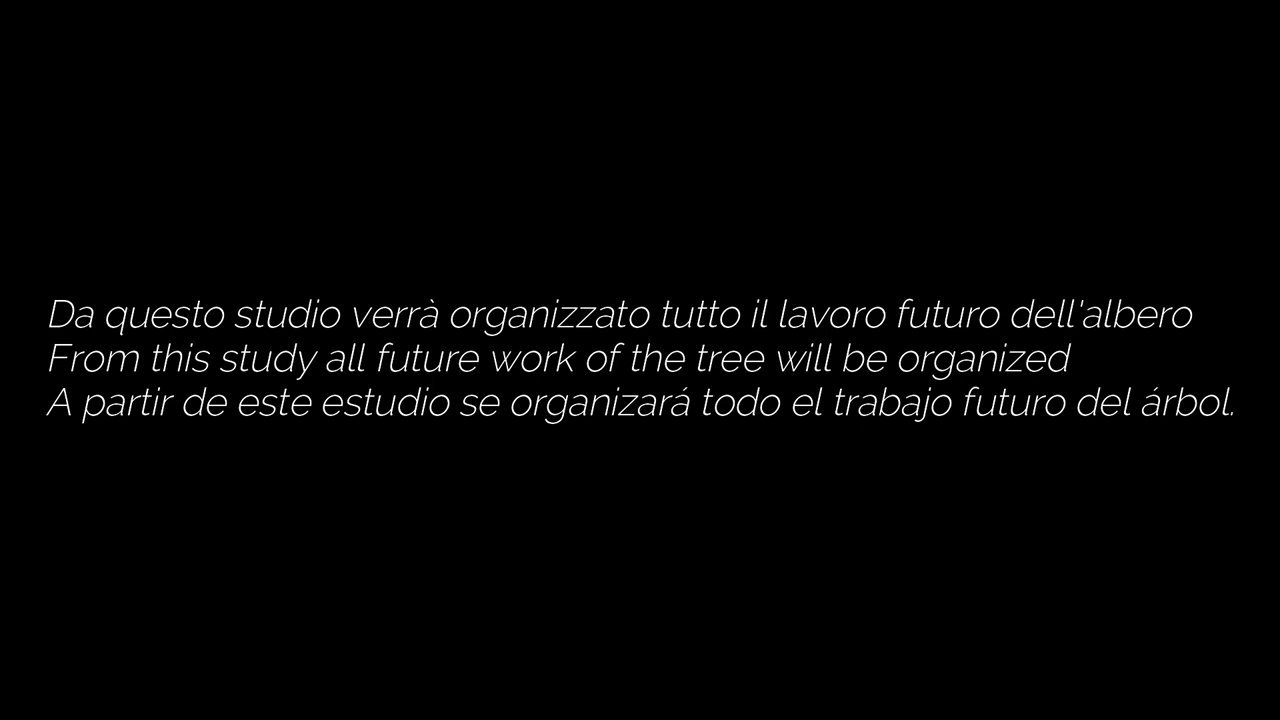 Da questo studio verrà organizzato tutto il lavoro futuro dell'albero
From this study all future work of the tree will be organized
A partir de este estudio se organizará todo el trabajo futuro del árbol.